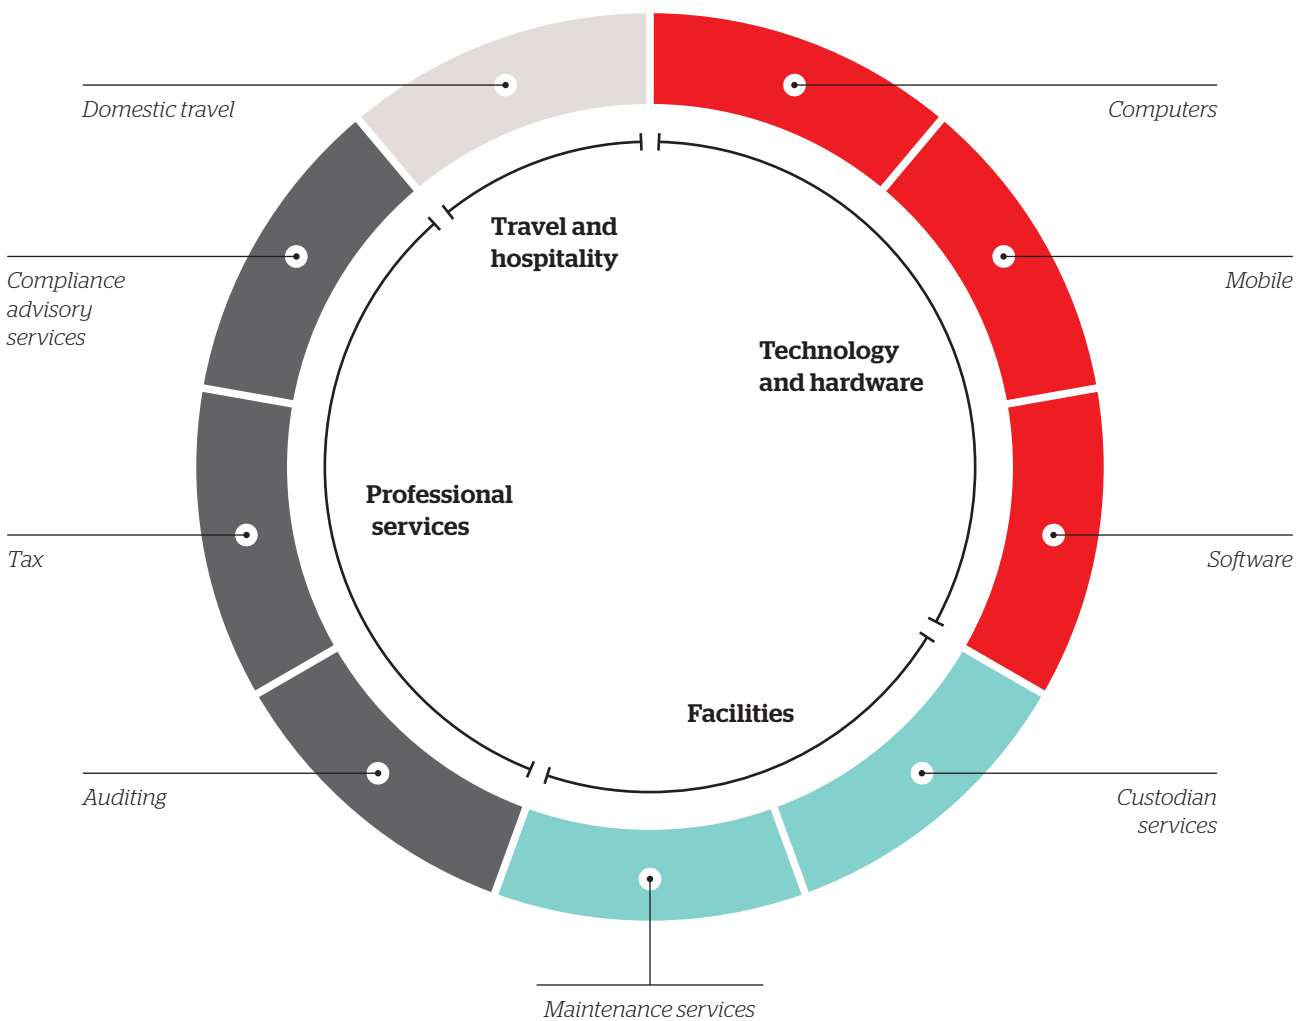 Domestic travel
Computers
Travel and
hospitality
Compliance
advisory
services
Mobile
Technology
and hardware
Professional
services
Tax
Software
Facilities
Auditing
Custodian
services
Maintenance services